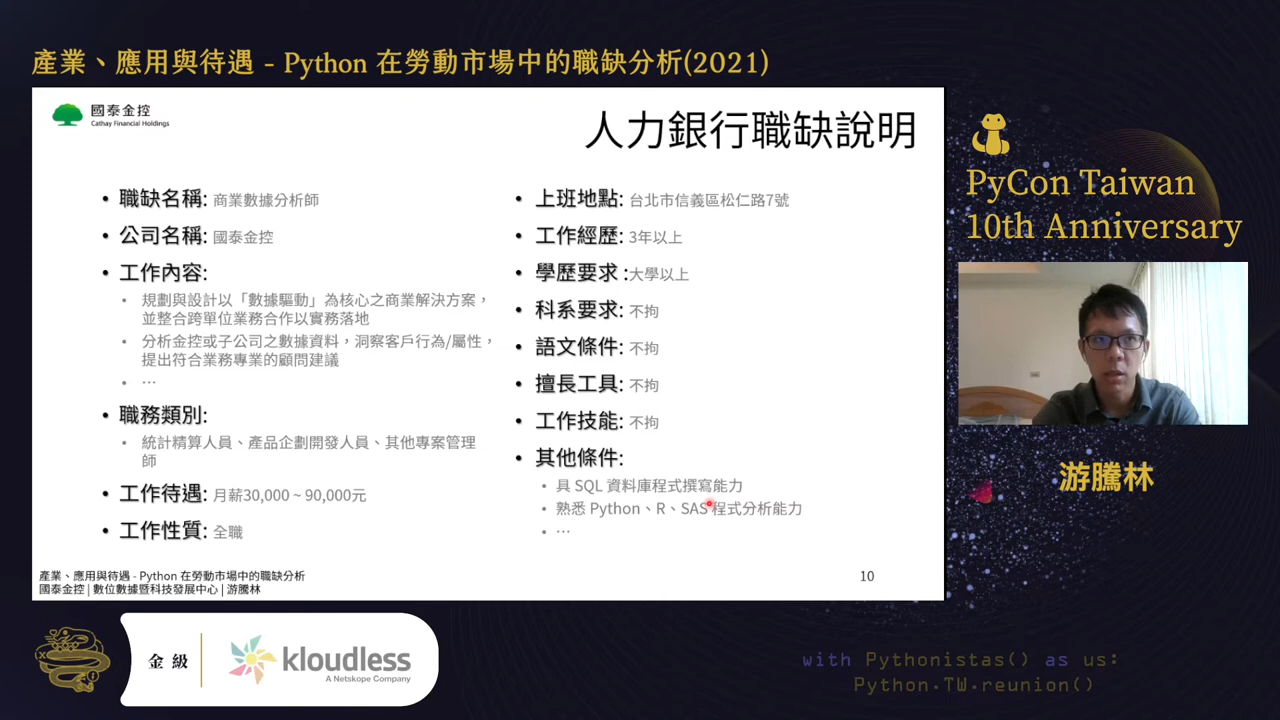 產業、應用與待遇 - Python 在勞動市場中的職缺分析(2021)
國泰金控
Cathay Financial Holdings
人力銀行職缺說明
• 職缺名稱: 商業數據分析師
• 公司名稱: 國泰金控
• 工作內容:
• 規劃與設計以「數據驅動」為核心之商業解決方案，
並整合跨單位業務合作以實務落地
• 分析金控或子公司之數據資料，洞察客戶行為/屬性，
提出符合業務專業的顧問建議
• …
• 職務類別:
• 統計精算人員、產品企劃開發人員、其他專案管理
師
• 工作待遇: 月薪30,000 ~ 90,000元
• 工作性質: 全職
• 上班地點: 台北市信義區松仁路7號
• 工作經歷: 3年以上
• 學歷要求 :大學以上
• 科系要求: 不拘
• 語文條件: 不拘
• 擅長工具: 不拘
• 工作技能: 不拘
• 其他條件:
• 具 SQL 資料庫程式撰寫能力
• 熟悉 Python、R、SAS 程式分析能力
• …
產業、應用與待遇 - Python 在勞動市場中的職缺分析
國泰金控 | 數位數據暨科技發展中心 | 游騰林
10
PyCon Taiwan
10th Anniversary
游騰林
金級
kloudless
A Netskope Company
with Pythonistas() as us:
Python.TW.reunion()